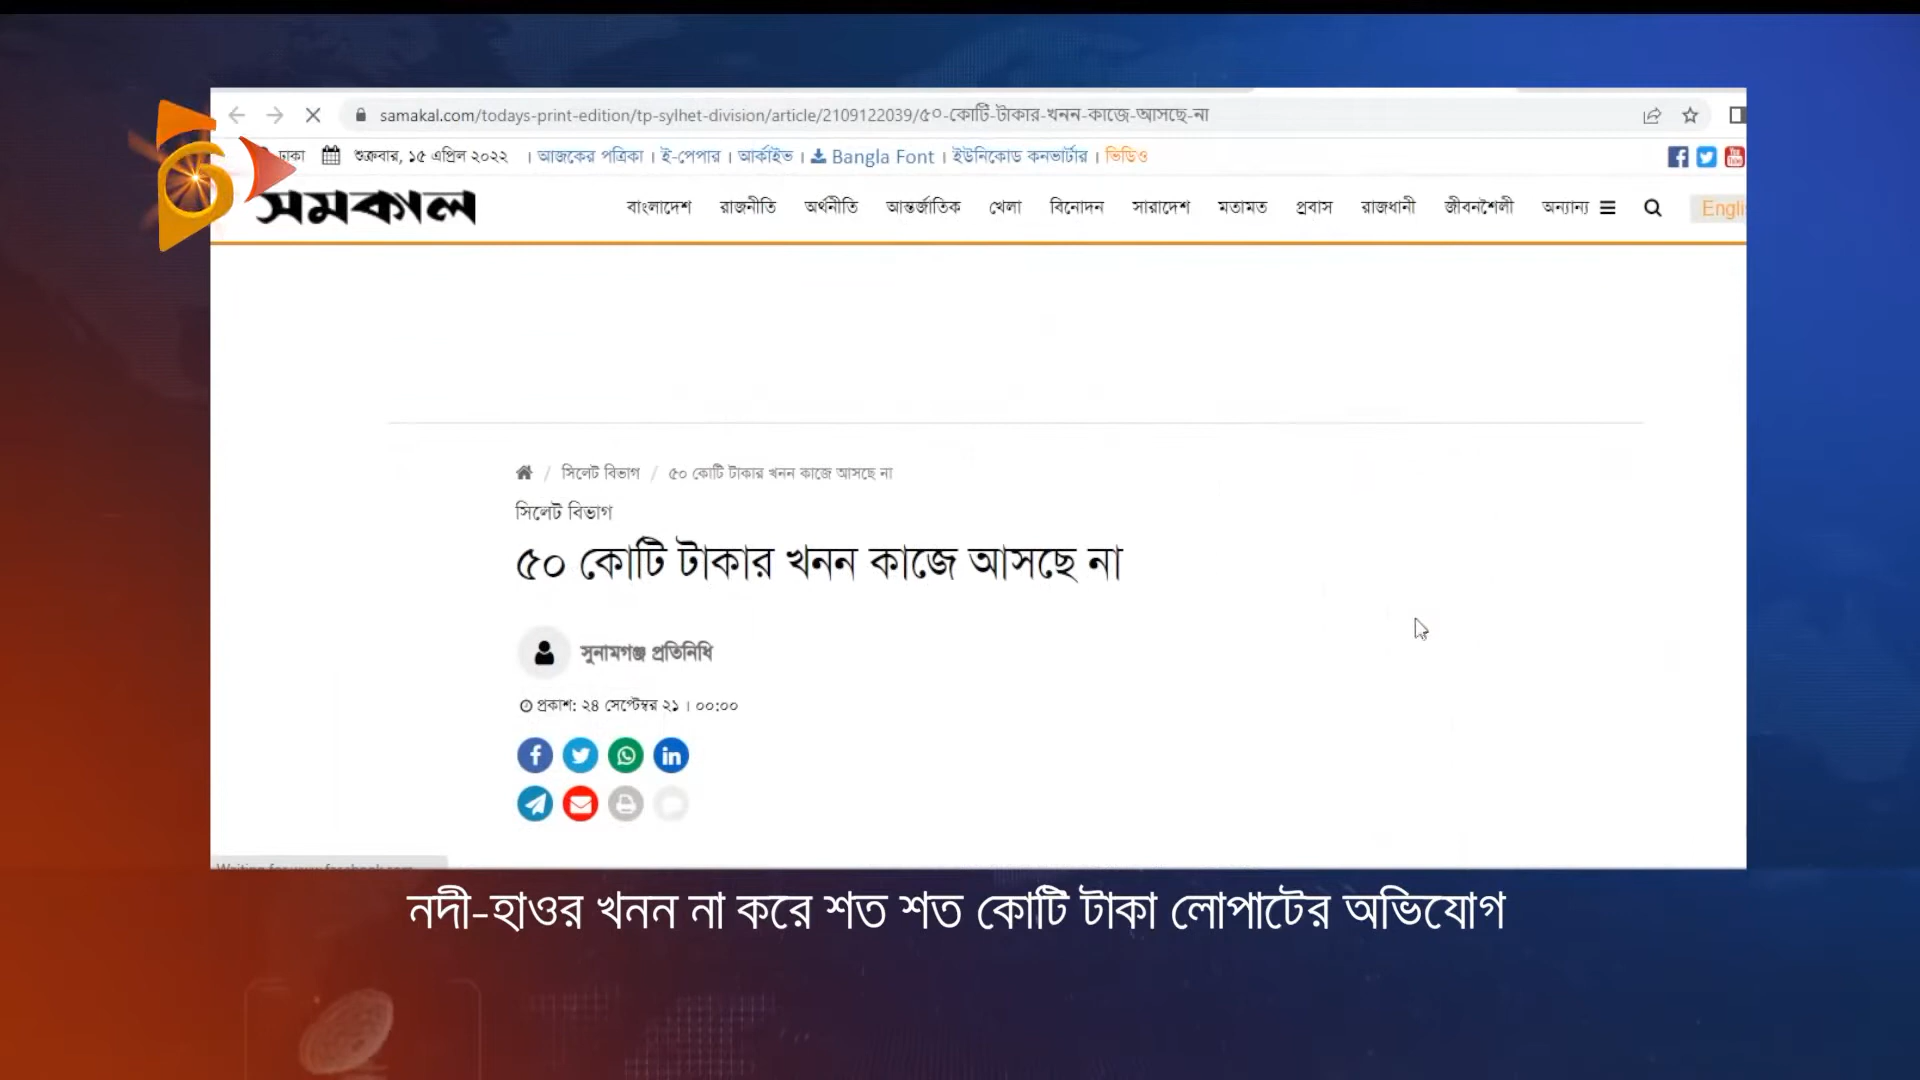 samakal.com/todays-print-edition/tp-sylhet-division/article/2109122039/৫০-কোটি-টাকার-খনন-কাজে-আসছে-না
ঢাকা শুক্রবার, ১৫ এপ্রিল ২০২২ । আজকের পত্রিকা । ই-পেপার । আর্কাইভ । Bangla Font । ইউনিকোড কনভার্টার । ভিডিও
সমকাল
বাংলাদেশ রাজনীতি অর্থনীতি আন্তর্জাতিক খেলা বিনোদন সারাদেশ মতামত প্রবাস রাজধানী জীবনশৈলী অন্যান্য
/ সিলেট বিভাগ / ৫০ কোটি টাকার খনন কাজে আসছে না
সিলেট বিভাগ
৫০ কোটি টাকার খনন কাজে আসছে না
সুনামগঞ্জ প্রতিনিধি
প্রকাশ: ২৪ সেপ্টেম্বর ২১ । ০০:০০
নদী-হাওর খনন না করে শত শত কোটি টাকা লোপাটের অভিযোগ